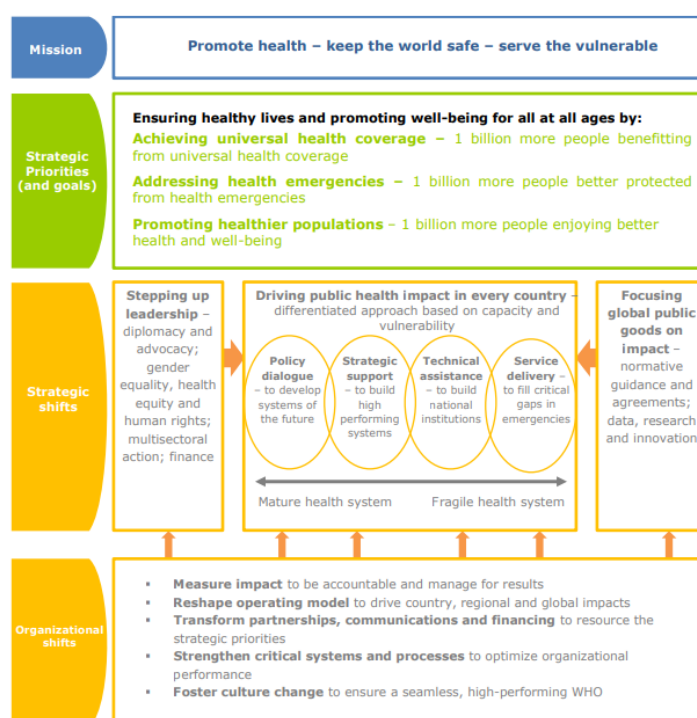 Mission
Promote health – keep the world safe – serve the vulnerable
Strategic
Priorities
(and goals)
Ensuring healthy lives and promoting well-being for all at all ages by:
Achieving universal health coverage – 1 billion more people benefitting
from universal health coverage
Addressing health emergencies – 1 billion more people better protected
from health emergencies
Promoting healthier populations – 1 billion more people enjoying better
health and well-being
Strategic
shifts
Stepping up
leadership –
diplomacy and
advocacy;
gender
equality, health
equity and
human rights;
multisectoral
action; finance
Driving public health impact in every country –
differentiated approach based on capacity and
vulnerability
Policy
dialogue
– to develop
systems of
the future
Strategic
support
– to build
high
performing
systems
Technical
assistance
– to build
national
institutions
Service
delivery –
to fill critical
gaps in
emergencies
Mature health system
Fragile health system
Focusing
global public
goods on
impact –
normative
guidance and
agreements;
data, research
and innovation
Organizational
shifts
▪ Measure impact to be accountable and manage for results
▪ Reshape operating model to drive country, regional and global impacts
▪ Transform partnerships, communications and financing to resource the
strategic priorities
▪ Strengthen critical systems and processes to optimize organizational
performance
▪ Foster culture change to ensure a seamless, high-performing WHO